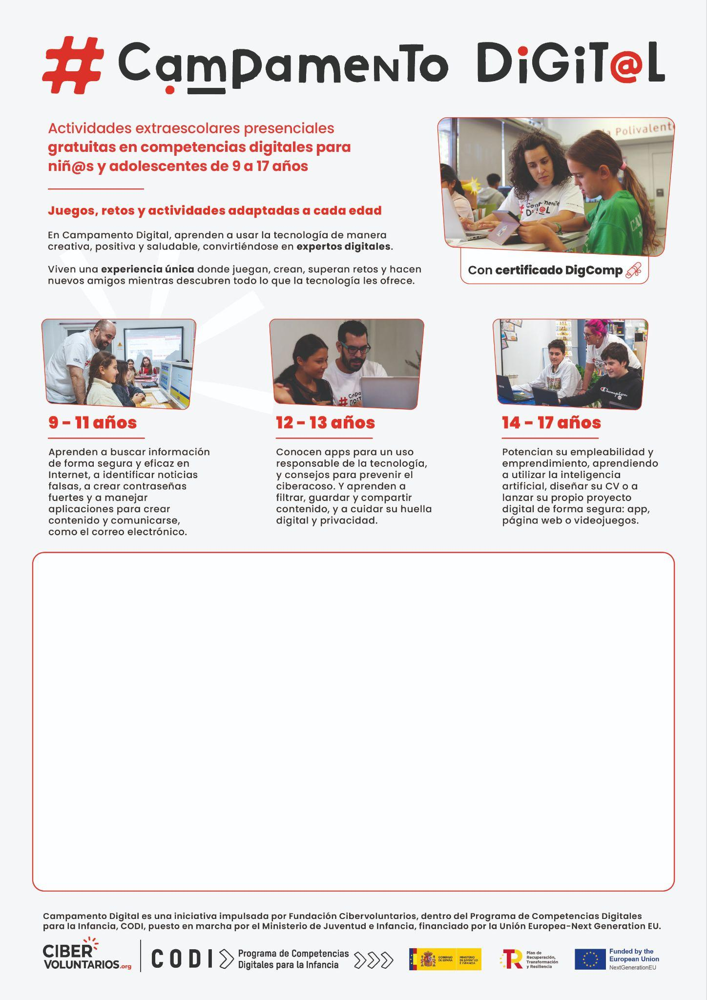 # Campamento DiGiT@L
Actividades extraescolares presenciales
gratuitas en competencias digitales para
niñ@s y adolescentes de 9 a 17 años
la Polivalente
Campamento
Juegos, retos y actividades adaptadas a cada edad
En Campamento Digital, aprenden a usar la tecnología de manera
creativa, positiva y saludable, convirtiéndose en expertos digitales.
Viven una experiencia única donde juegan, crean, superan retos y hacen
nuevos amigos mientras descubren todo lo que la tecnología les ofrece.
Con certificado DigComp
Champion
9 - 11 años
Aprenden a buscar información
de forma segura y eficaz en
Internet, a identificar noticias
falsas, a crear contraseñas
fuertes y a manejar
aplicaciones para crear
contenido y comunicarse,
como el correo electrónico.
12 - 13 años
Conocen apps para un uso
responsable de la tecnología,
y consejos para prevenir el
ciberacoso. Y aprenden a
filtrar, guardar y compartir
contenido, y a cuidar su huella
digital y privacidad.
14 - 17 años
Potencian su empleabilidad y
emprendimiento, aprendiendo
a utilizar la inteligencia
artificial, diseñar su CV o a
lanzar su propio proyecto
digital de forma segura: app,
página web o videojuegos.
Campamento Digital es una iniciativa impulsada por Fundación Cibervoluntarios, dentro del Programa de Competencias Digitales
para la Infancia, CODI, puesto en marcha por el Ministerio de Juventud e Infancia, financiado por la Unión Europea-Next Generation EU.
CIBER
VOLUNTARIOS.org
CODI
Programa de Competencias
Digitales para la Infancia
GOBIERNO
DE ESPAÑA
MINISTERIO
DE JUVENTUD
E INFANCIA
TR
Plan de
Recuperación,
Transformación
y Resiliencia
Funded by the
European Union
NextGenerationEU